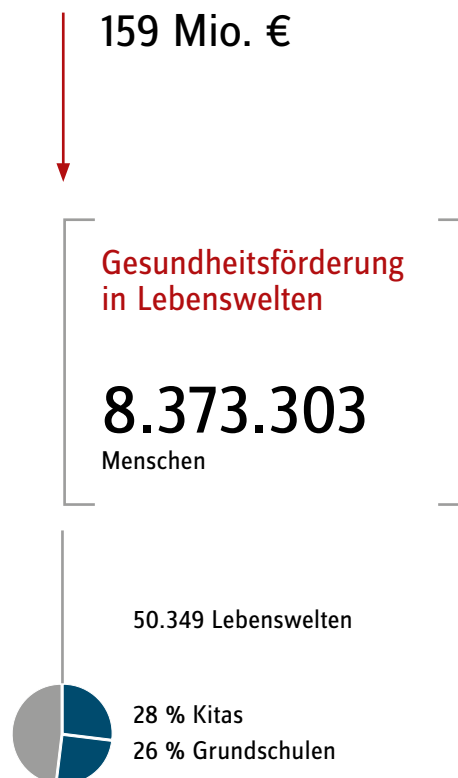 159 Mio. €
Gesundheitsförderung
in Lebenswelten
8.373.303
Menschen
50.349 Lebenswelten
28 % Kitas
26 % Grundschulen